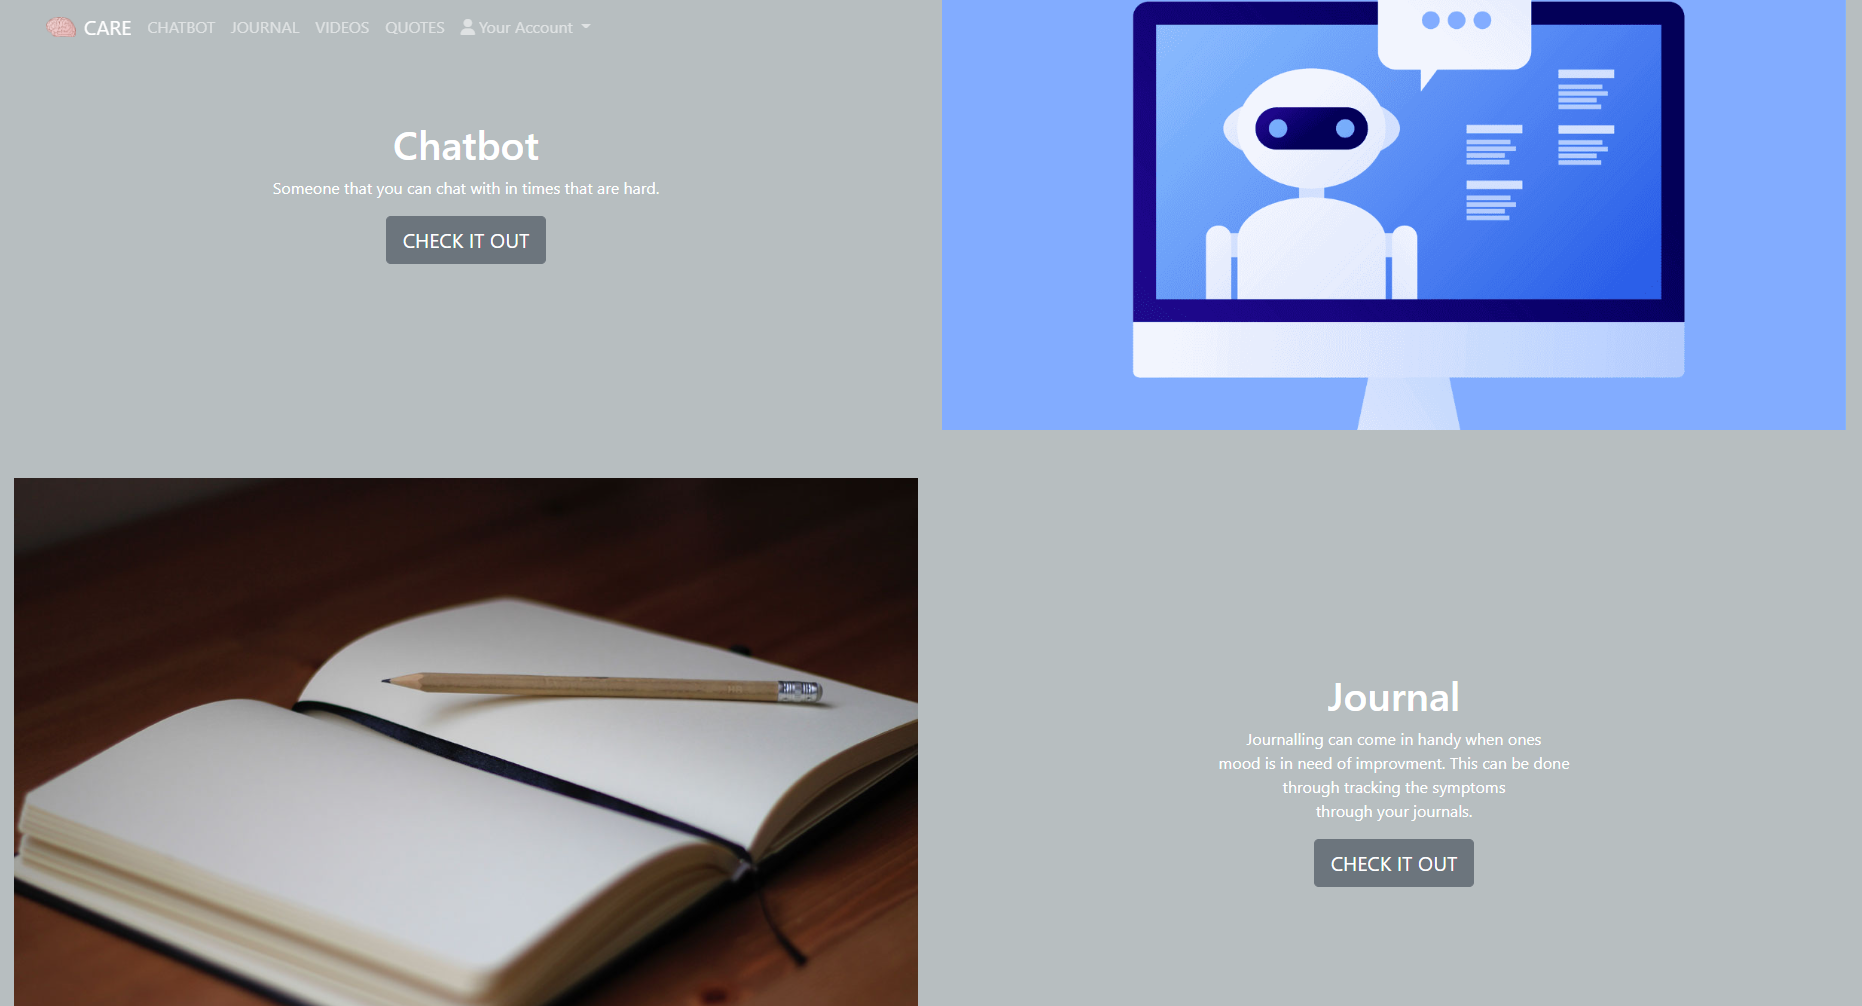 CARE CHATBOT JOURNAL VIDEOS QUOTES Your Account
Chatbot
Someone that you can chat with in times that are hard.
CHECK IT OUT
Journal
Journalling can come in handy when ones
mood is in need of improvment. This can be done
through tracking the symptoms
through your journals.
CHECK IT OUT